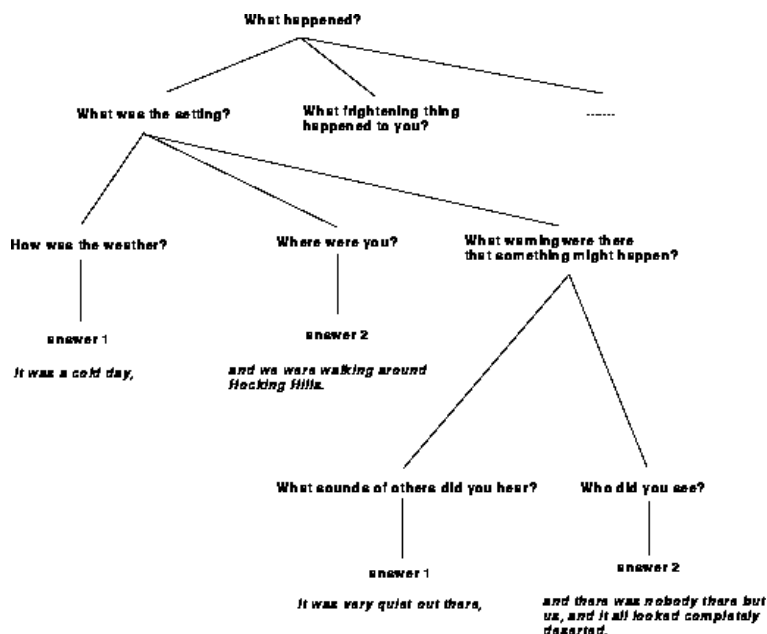 What happened?
What was the setting?
What frightening thing
happened to you?
------
How was the weather?
Where were you?
What warning were there
that something might happen?
answer 1
answer 2
It was a cold day,
and we were walking around
Hocking Hills.
What sounds of others did you hear?
Who did you see?
answer 1
answer 2
It was very quiet out there,
and there was nobody there but
us, and it all looked completely
deserted.